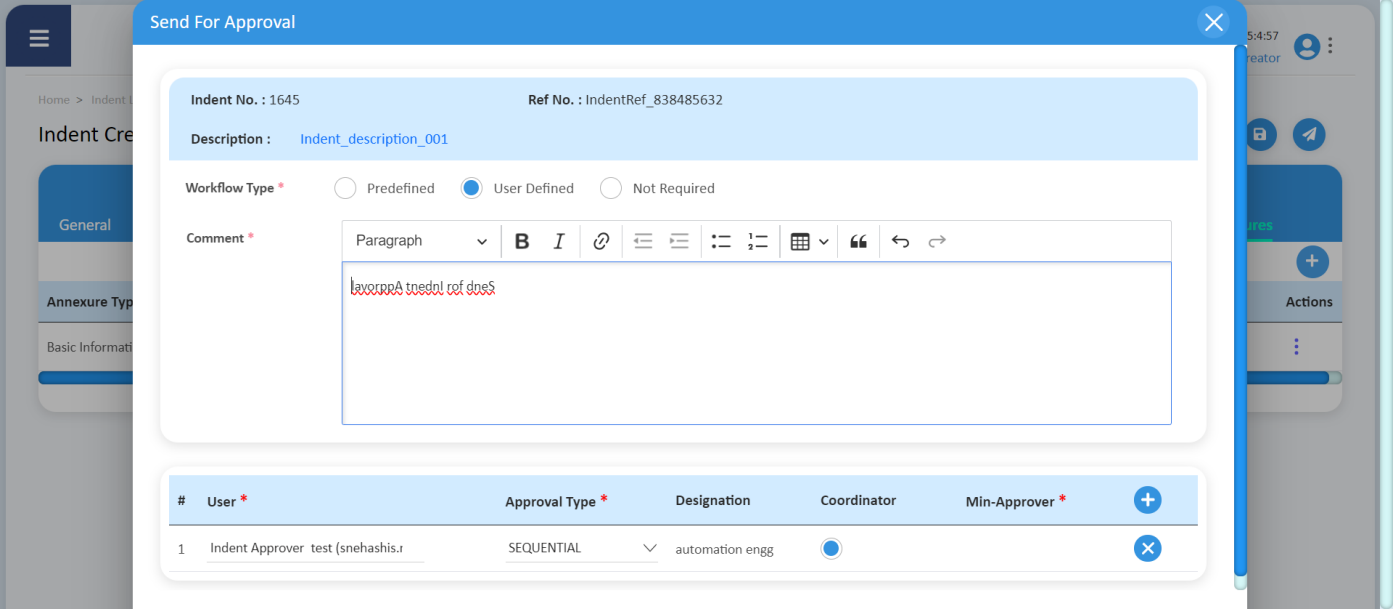 Send For Approval
5:4:57
reator
Home > Indent L
Indent Cre
Indent No. : 1645
Ref No. : IndentRef_838485632
Description : Indent_description_001
Workflow Type *
Predefined
User Defined
Not Required
General
ures
Comment *
Paragraph
lavorppA tnednI rof dneS
Annexure Typ
Actions
Basic Informati
# User * Approval Type * Designation Coordinator Min-Approver *
1 Indent Approver test (snehashis.r SEQUENTIAL automation engg